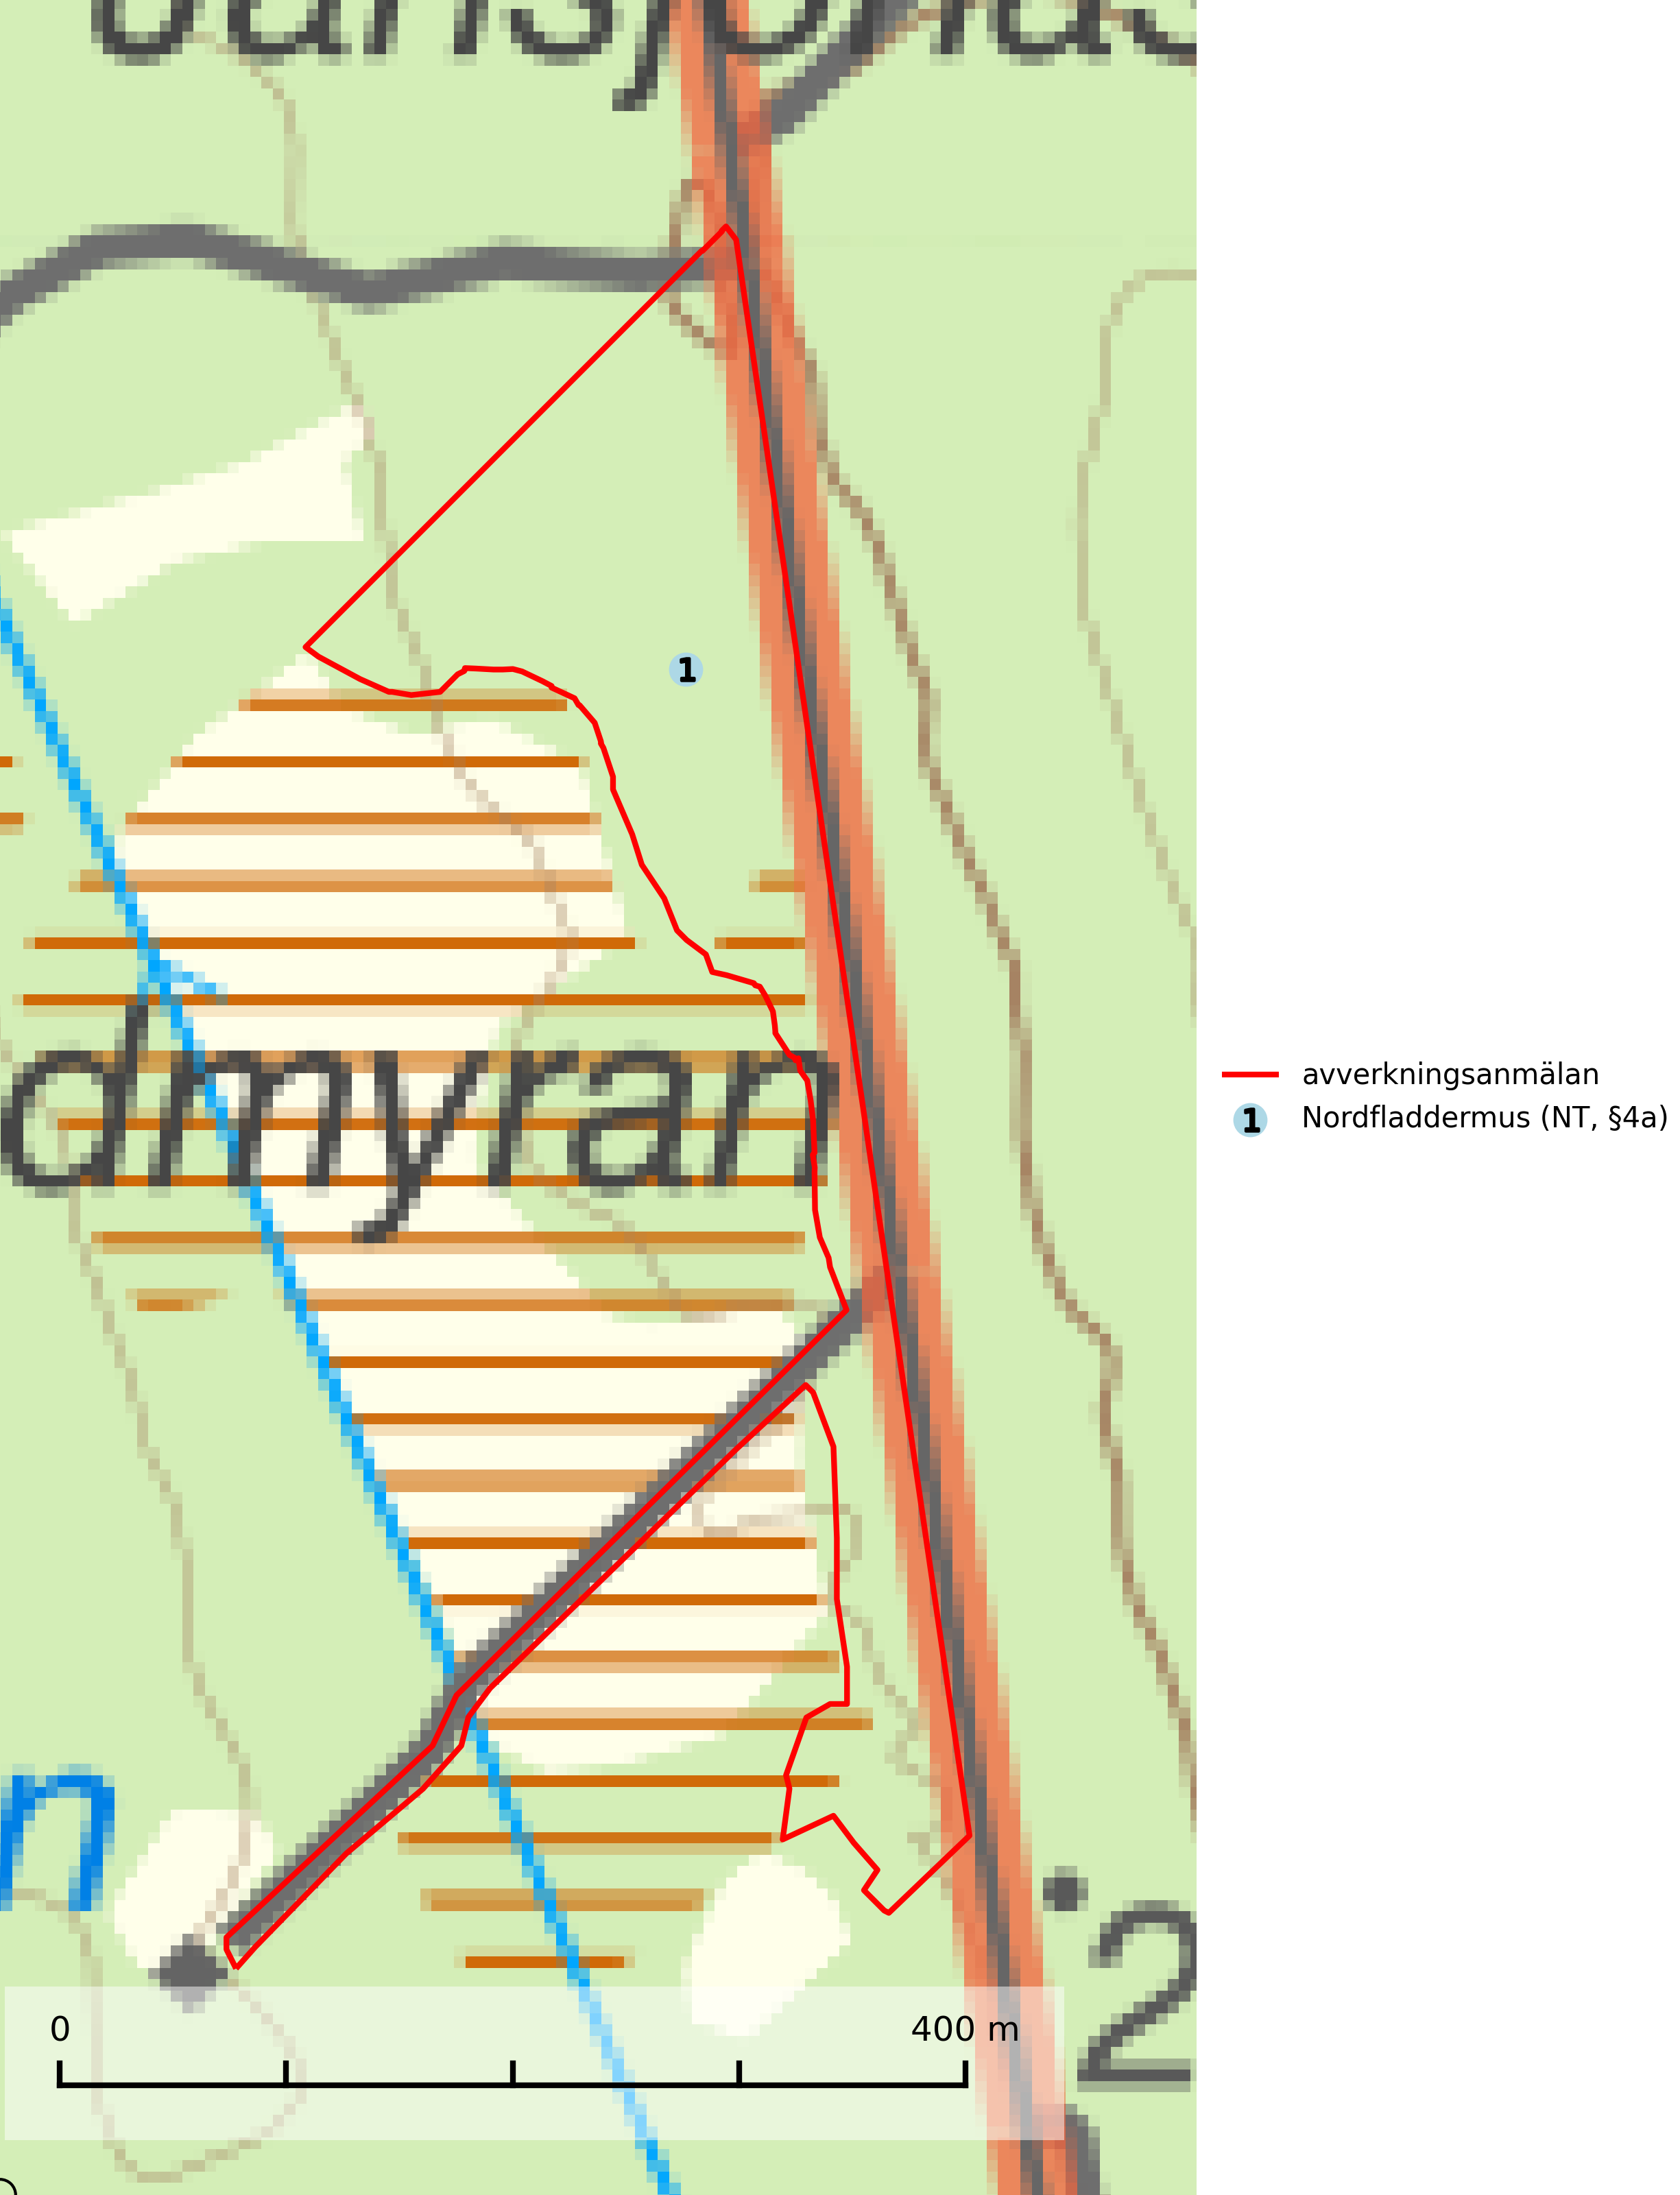 dmyran
1
avverkningsanmälan
1 Nordfladdermus (NT, §4a)
n
2
0 400 m